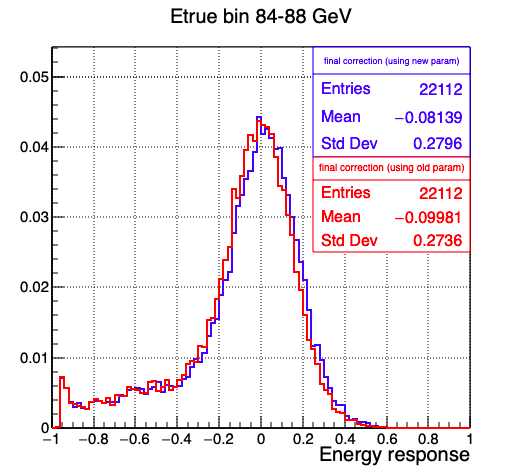 Etrue bin 84-88 GeV
final correction (using new param)
Entries 22112
Mean −0.08139
Std Dev 0.2796
final correction (using old param)
Entries 22112
Mean −0.09981
Std Dev 0.2736
0.05
0.04
0.03
0.02
0.01
0
−1 −0.8 −0.6 −0.4 −0.2 0 0.2 0.4 0.6 0.8 1
Energy response